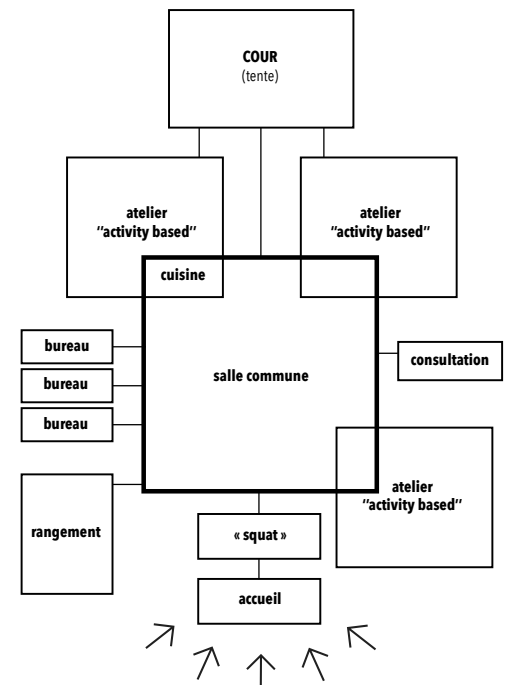 COUR
(tente)
atelier
"activity based"
atelier
"activity based"
cuisine
bureau
bureau
bureau
salle commune
consultation
rangement
atelier
"activity based"
« squat »
accueil